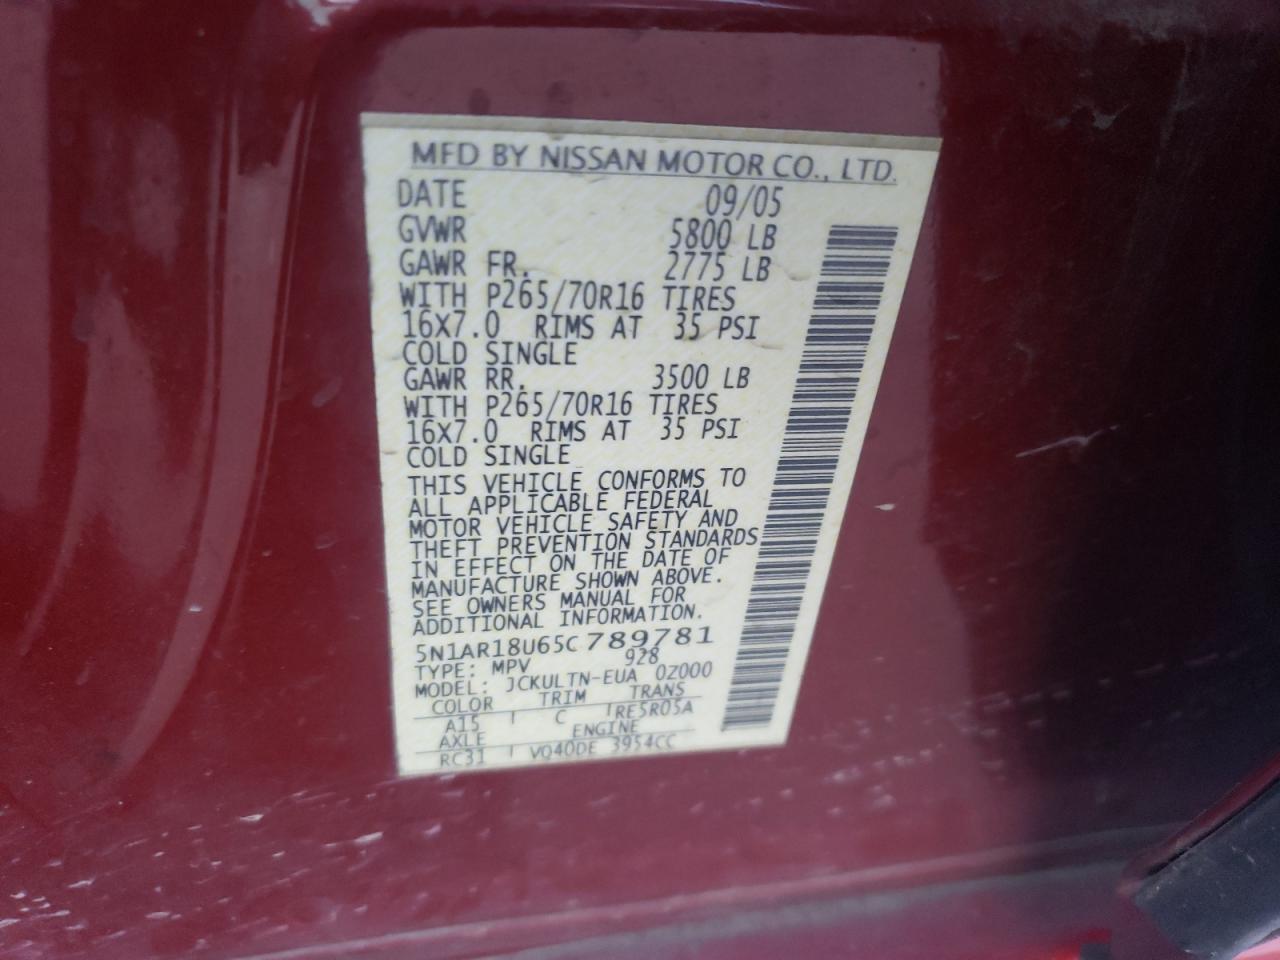 MFD BY NISSAN MOTOR CO., LTD.
DATE 09/05
GVWR 5800 LB
GAWR FR. 2775 LB
WITH P265/70R16 TIRES
16X7.0 RIMS AT 35 PSI
COLD SINGLE
GAWR RR. 3500 LB
WITH P265/70R16 TIRES
16X7.0 RIMS AT 35 PSI
COLD SINGLE
THIS VEHICLE CONFORMS TO
ALL APPLICABLE FEDERAL
MOTOR VEHICLE SAFETY AND
THEFT PREVENTION STANDARDS
IN EFFECT ON THE DATE OF
MANUFACTURE SHOWN ABOVE.
SEE OWNERS MANUAL FOR
ADDITIONAL INFORMATION.
5N1AR18U65C789781
TYPE: MPV 928
MODEL: JCKULTN-EUA 0Z000
COLOR TRIM TRANS
A15 C RE5R05A
AXLE ENGINE
RC31 VQ40DE 3954CC